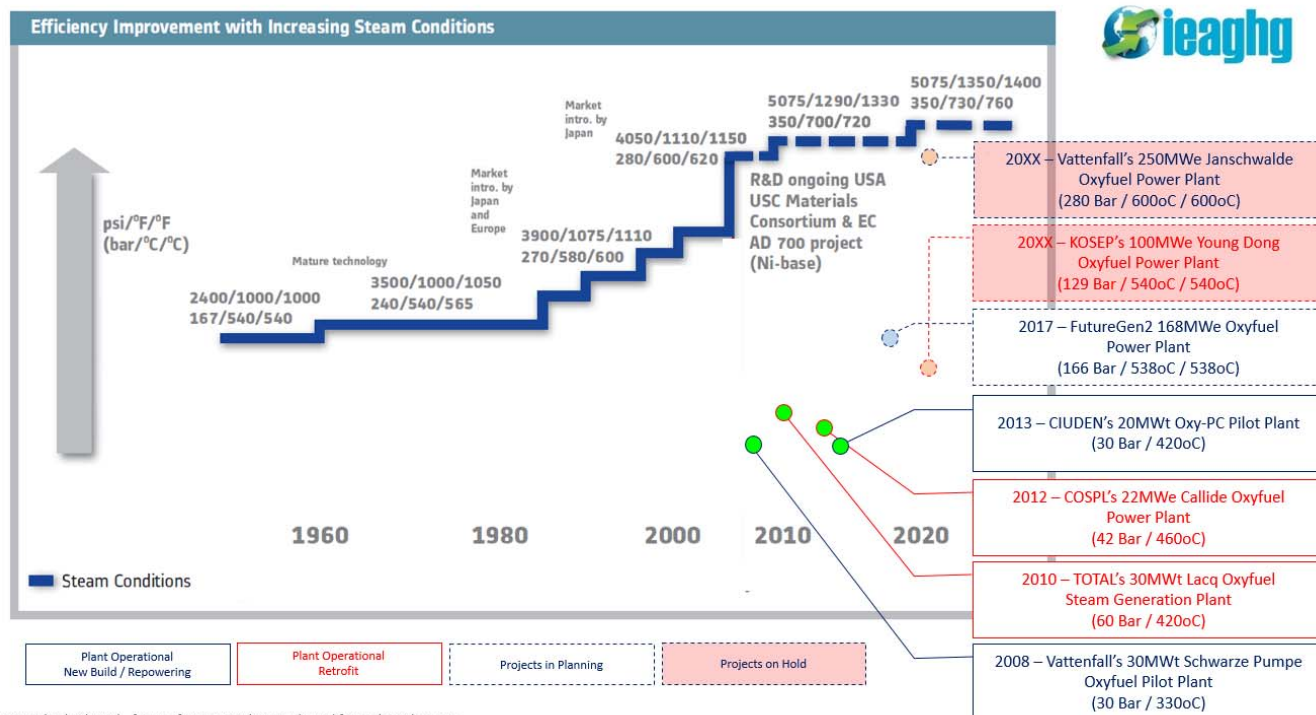 Efficiency Improvement with Increasing Steam Conditions
ieaghg
psi/°F/°F
(bar/°C/°C)
2400/1000/1000
167/540/540
Mature technology
3500/1000/1050
240/540/565
Market
intro. by
Japan
and
Europe
3900/1075/1110
270/580/600
Market
intro. by
Japan
4050/1110/1150
280/600/620
5075/1290/1330
350/700/720
5075/1350/1400
350/730/760
R&D ongoing USA
USC Materials
Consortium & EC
AD 700 project
(Ni-base)
1960
1980
2000
2010
2020
Steam Conditions
20XX – Vattenfall's 250MWe Janschwalde
Oxyfuel Power Plant
(280 Bar / 600oC / 600oC)
20XX – KOSEP's 100MWe Young Dong
Oxyfuel Power Plant
(129 Bar / 540oC / 540oC)
2017 – FutureGen2 168MWe Oxyfuel
Power Plant
(166 Bar / 538oC / 538oC)
2013 – CIUDEN's 20MWt Oxy-PC Pilot Plant
(30 Bar / 420oC)
2012 – COSPL's 22MWe Callide Oxyfuel
Power Plant
(42 Bar / 460oC)
2010 – TOTAL's 30MWt Lacq Oxyfuel
Steam Generation Plant
(60 Bar / 420oC)
2008 – Vattenfall's 30MWt Schwarze Pumpe
Oxyfuel Pilot Plant
(30 Bar / 330oC)
Plant Operational
New Build / Repowering
Plant Operational
Retrofit
Projects in Planning
Projects on Hold